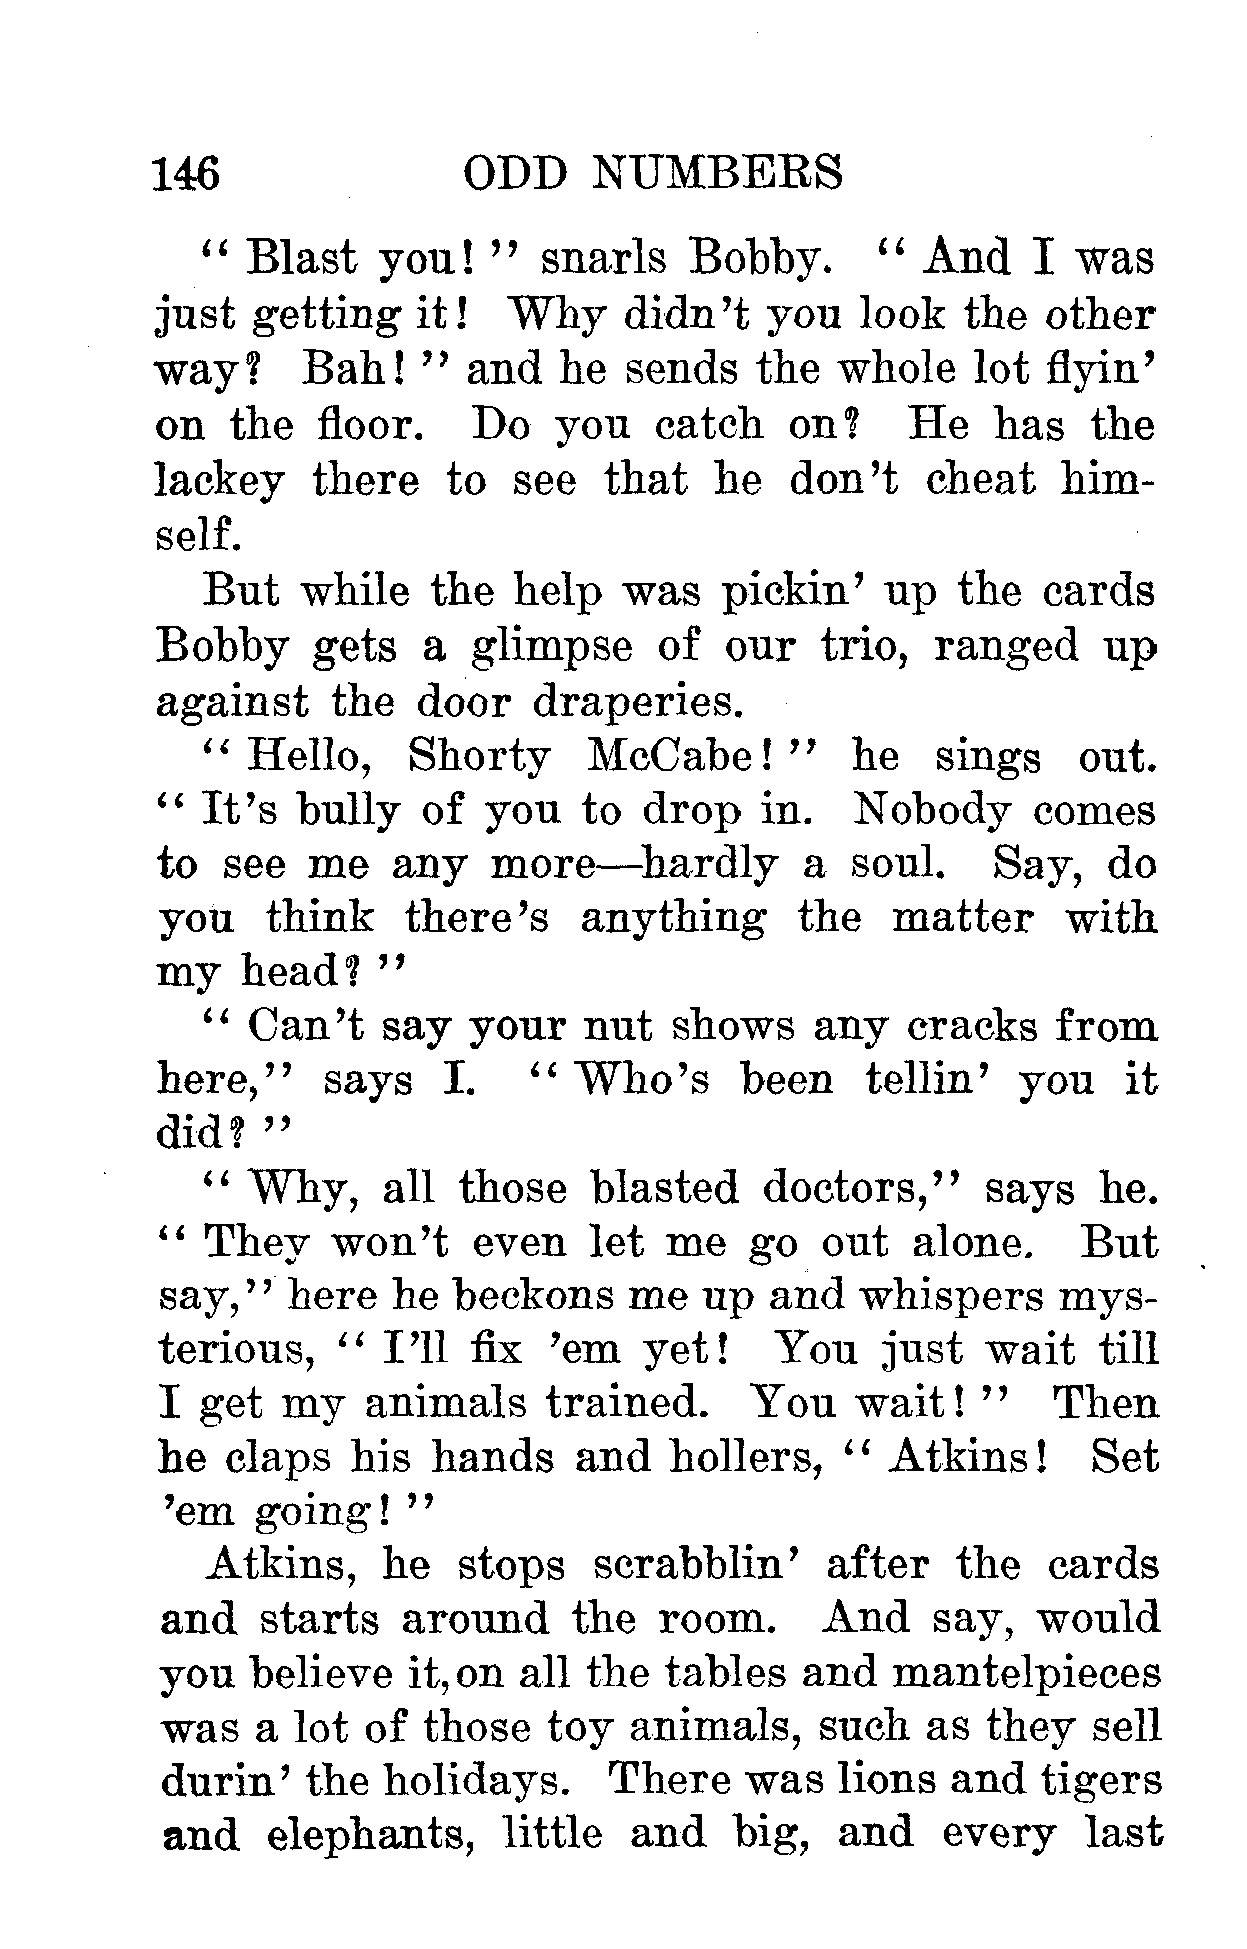 146 ODD NUMBERS
“ Blast you! ” snarls Bobby. “ And I was
just getting it! Why didn’t you look the other
way? Bah! ” and he sends the whole lot flyin’
on the floor. Do you catch on? He has the
lackey there to see that he don’t cheat him-
self.
But while the help was pickin’ up the cards
Bobby gets a glimpse of our trio, ranged up
against the door draperies.
“ Hello, Shorty McCabe! ” he sings out.
“ It’s bully of you to drop in. Nobody comes
to see me any more—hardly a soul. Say, do
you think there’s anything the matter with
my head? ”
“ Can’t say your nut shows any cracks from
here,” says I. “ Who’s been tellin’ you it
did? ”
“ Why, all those blasted doctors,” says he.
“ They won’t even let me go out alone. But
say,” here he beckons me up and whispers mys-
terious, “ I’ll fix ’em yet! You just wait till
I get my animals trained. You wait! ” Then
he claps his hands and hollers, “ Atkins! Set
’em going! ”
Atkins, he stops scrabblin’ after the cards
and starts around the room. And say, would
you believe it, on all the tables and mantelpieces
was a lot of those toy animals, such as they sell
durin’ the holidays. There was lions and tigers
and elephants, little and big, and every last